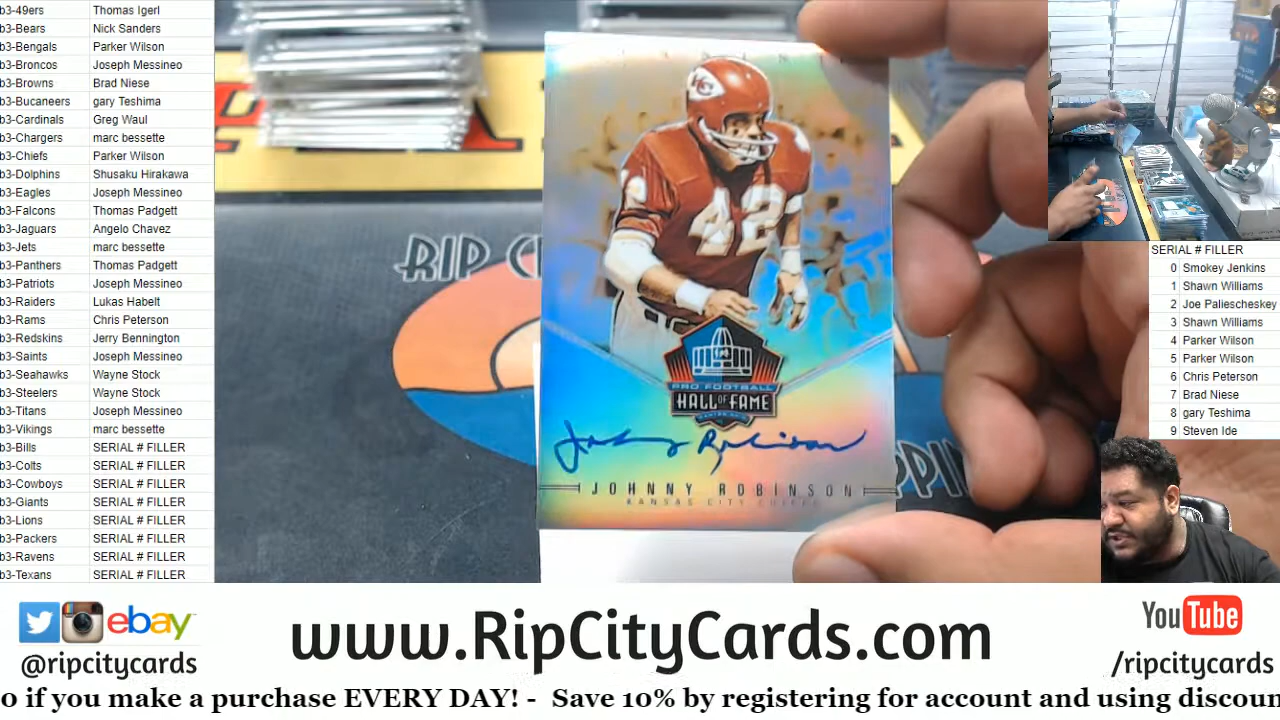 b3-49ers Thomas Igerl
b3-Bears Nick Sanders
b3-Bengals Parker Wilson
b3-Broncos Joseph Messineo
b3-Browns Brad Niese
b3-Bucaneers gary Teshima
b3-Cardinals Greg Waul
b3-Chargers marc bessette
b3-Chiefs Parker Wilson
b3-Dolphins Shusaku Hirakawa
b3-Eagles Joseph Messineo
b3-Falcons Thomas Padgett
b3-Jaguars Angelo Chavez
b3-Jets marc bessette
b3-Panthers Thomas Padgett
b3-Patriots Joseph Messineo
b3-Raiders Lukas Habelt
b3-Rams Chris Peterson
b3-Redskins Jerry Bennington
b3-Saints Joseph Messineo
b3-Seahawks Wayne Stock
b3-Steelers Wayne Stock
b3-Titans Joseph Messineo
b3-Vikings marc bessette
b3-Bills SERIAL # FILLER
b3-Colts SERIAL # FILLER
b3-Cowboys SERIAL # FILLER
b3-Giants SERIAL # FILLER
b3-Lions SERIAL # FILLER
b3-Packers SERIAL # FILLER
b3-Ravens SERIAL # FILLER
b3-Texans SERIAL # FILLER
RIP C
KC
42
PRO FOOTBALL
HALL OF FAME
Johnny Robinson
JOHNNY ROBINSON
KANSAS CITY CHIEFS
PPIN
SERIAL # FILLER
0 Smokey Jenkins
1 Shawn Williams
2 Joe Paliescheskey
3 Shawn Williams
4 Parker Wilson
5 Parker Wilson
6 Chris Peterson
7 Brad Niese
8 gary Teshima
9 Steven Ide
ebay
@ripcitycards
www.RipCityCards.com
YouTube
/ripcitycards
o if you make a purchase EVERY DAY! - Save 10% by registering for account and using discoun